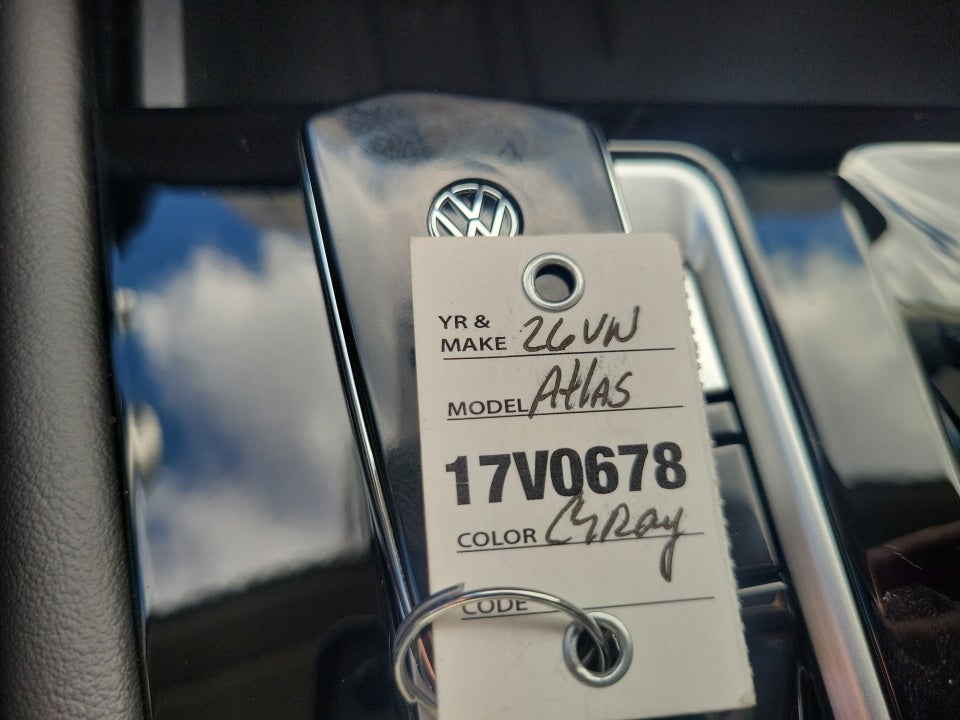 YR &
MAKE 26 VW
MODEL Atlas
17V0678
COLOR Gray
CODE